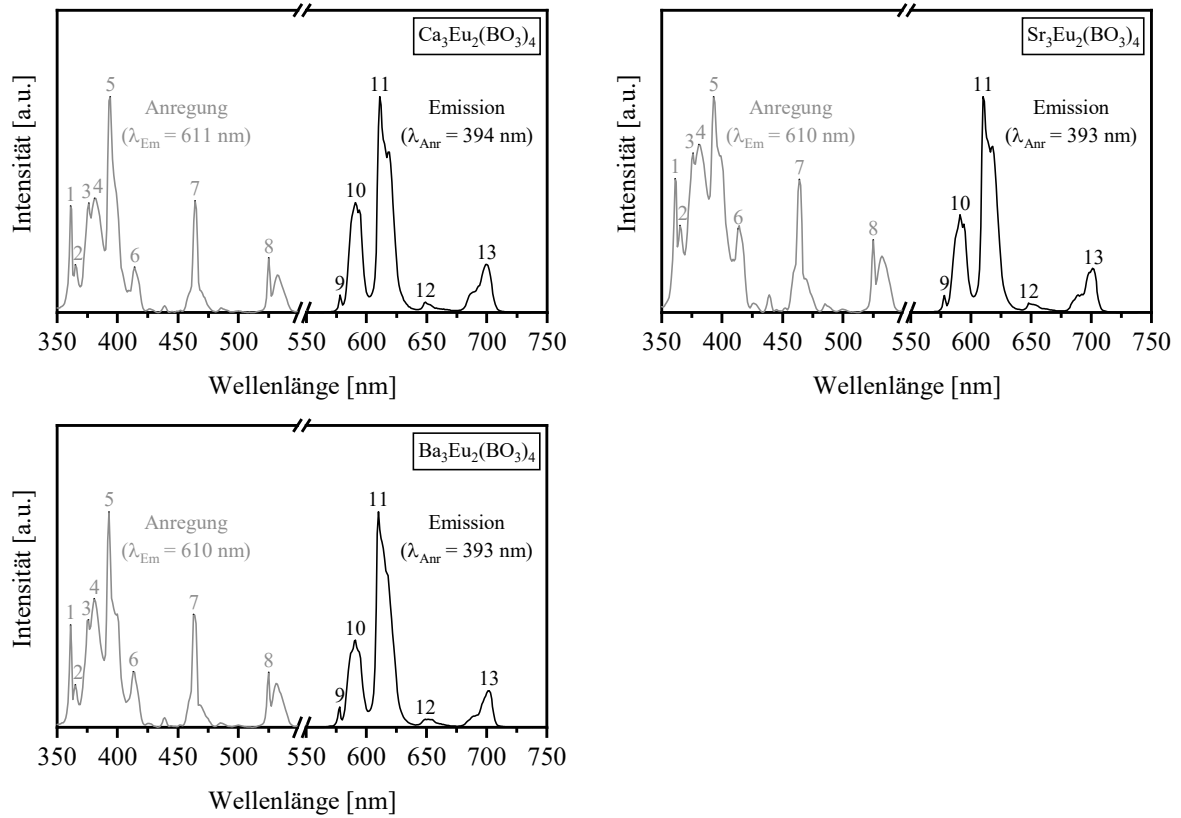 Ca3Eu2(BO3)4
Intensität [a.u.]
Anregung
(λEm = 611 nm)
Emission
(λAnr = 394 nm)
1
2
3
4
5
6
7
8
9
10
11
12
13
350 400 450 500 550 600 650 700 750
Wellenlänge [nm]
Sr3Eu2(BO3)4
Intensität [a.u.]
Anregung
(λEm = 610 nm)
Emission
(λAnr = 393 nm)
1
2
3
4
5
6
7
8
9
10
11
12
13
350 400 450 500 550 600 650 700 750
Wellenlänge [nm]
Ba3Eu2(BO3)4
Intensität [a.u.]
Anregung
(λEm = 610 nm)
Emission
(λAnr = 393 nm)
1
2
3
4
5
6
7
8
9
10
11
12
13
350 400 450 500 550 600 650 700 750
Wellenlänge [nm]